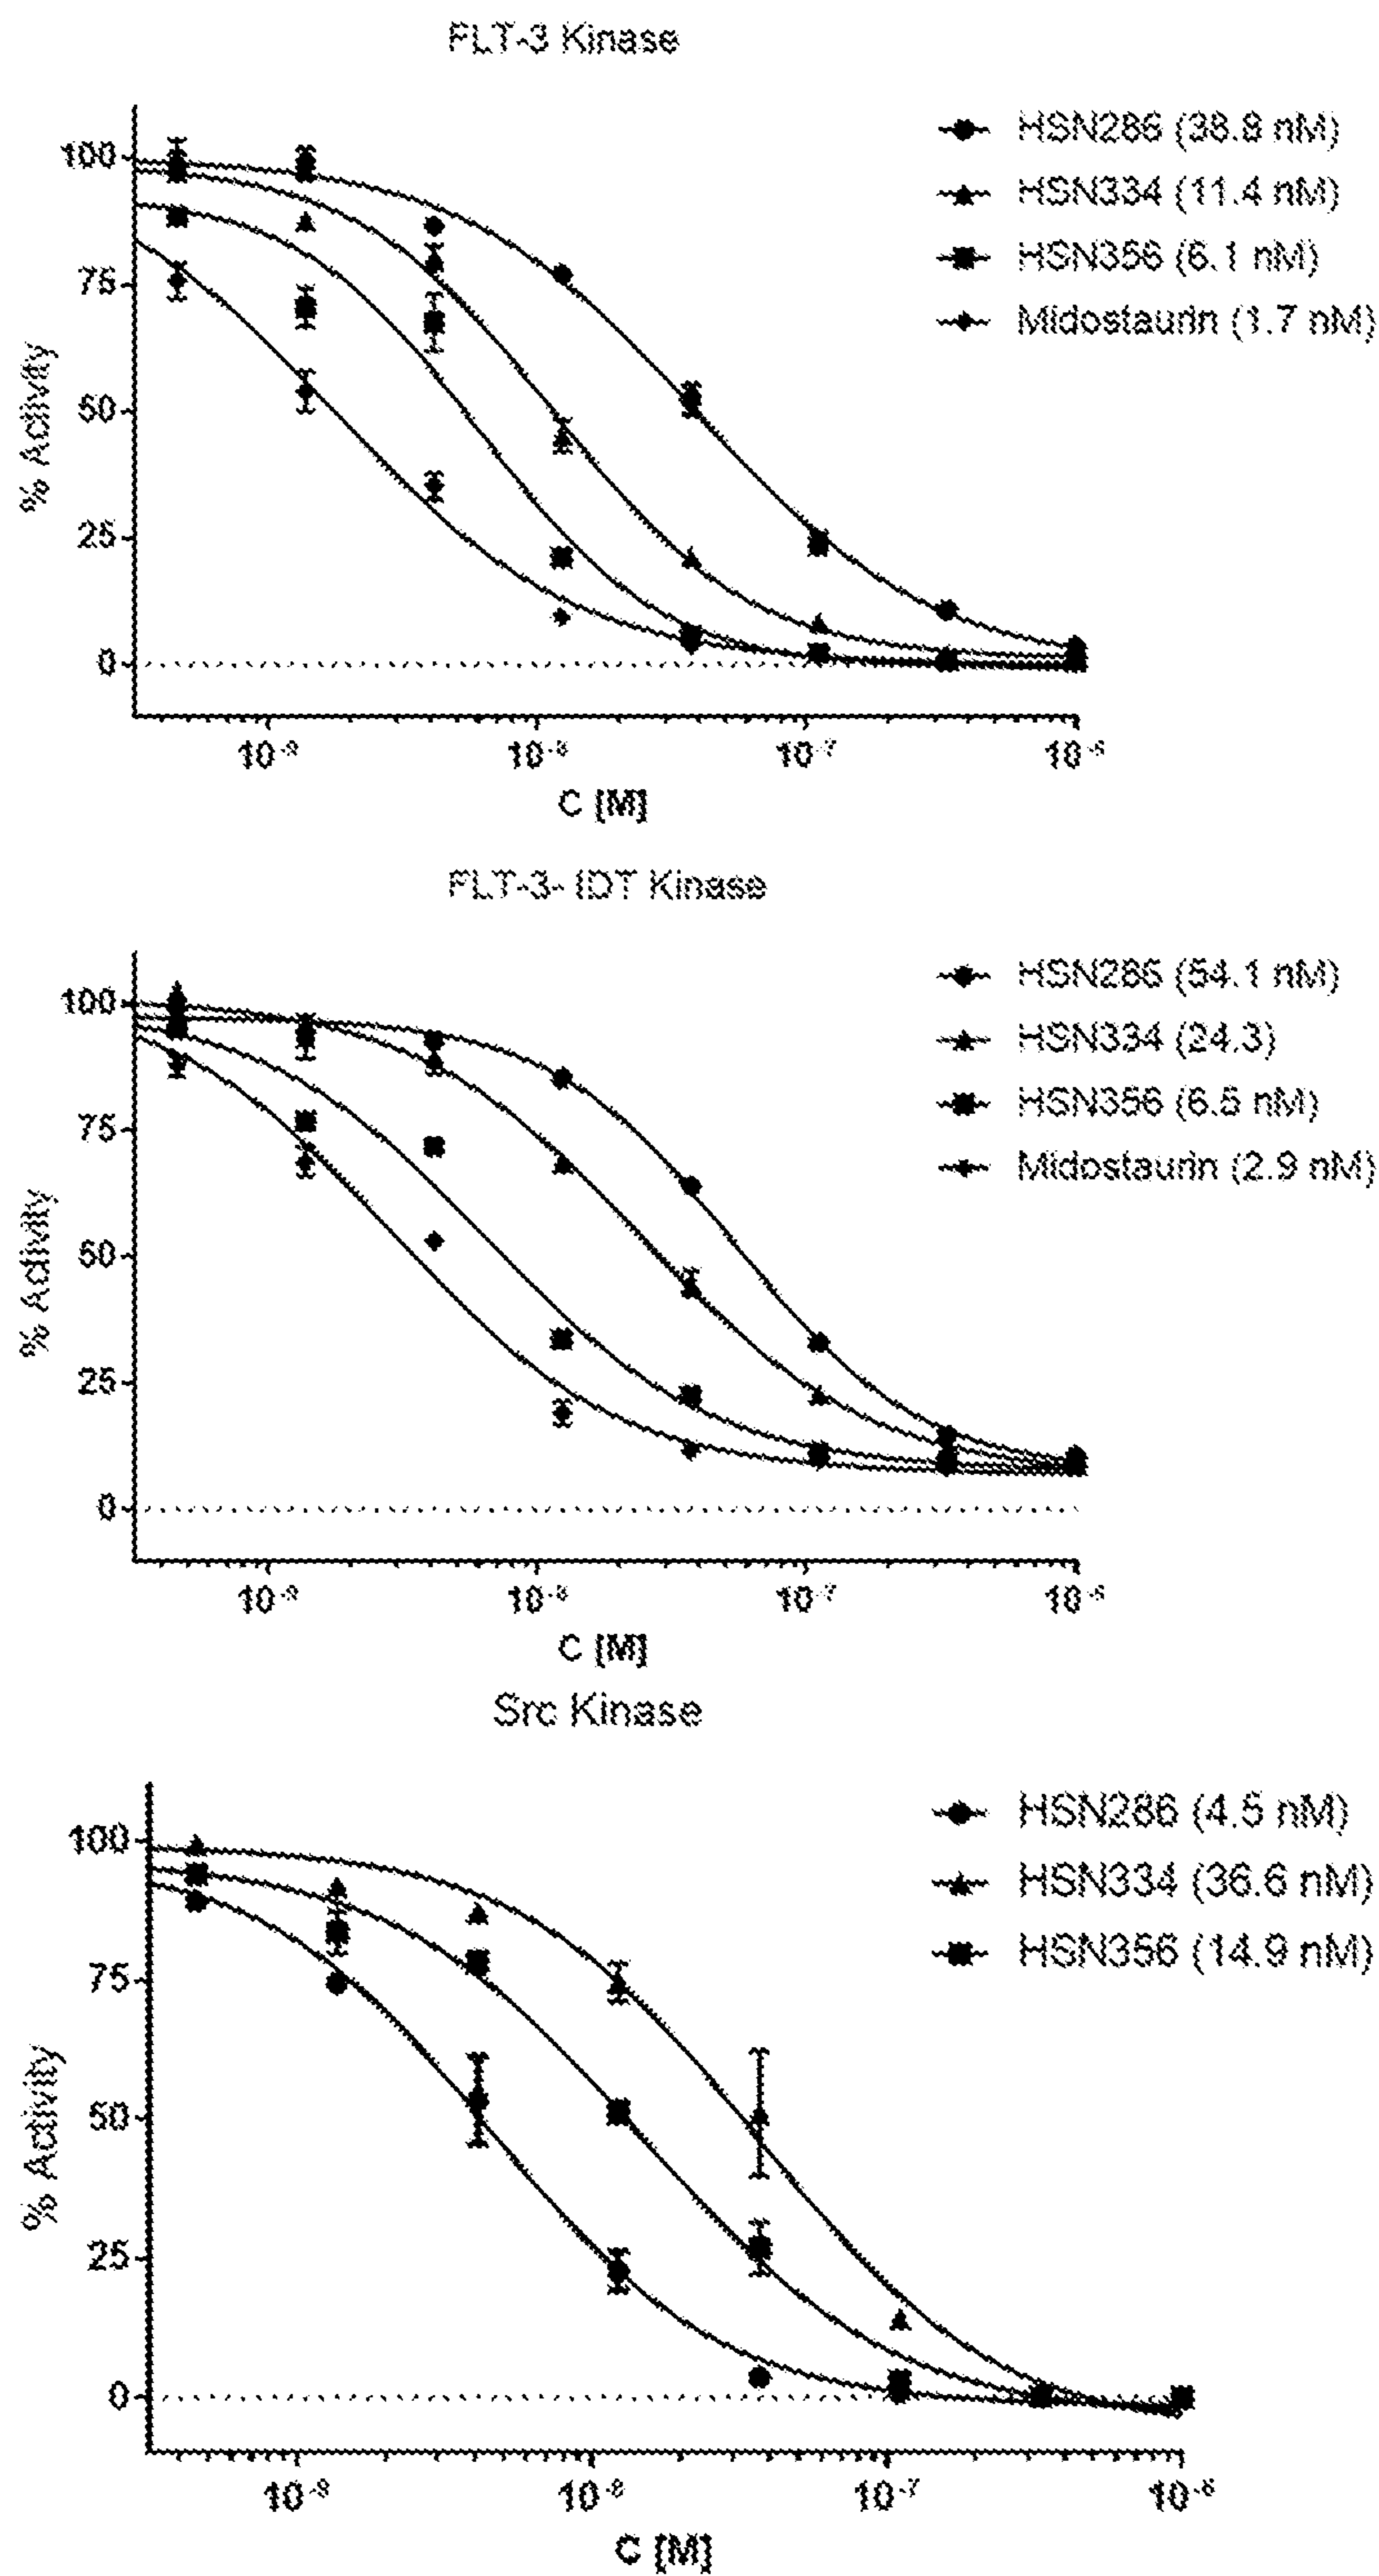 FLT-3 Kinase
HSN286 (38.8 nM)
HSN334 (11.4 nM)
HSN356 (6.1 nM)
Midostaurin (1.7 nM)
100
75
50
25
0
% Activity
10-9
10-8
10-7
10-6
C [M]
FLT-3- IDT Kinase
HSN286 (54.1 nM)
HSN334 (24.3)
HSN356 (6.5 nM)
Midostaurin (2.9 nM)
100
75
50
25
0
% Activity
10-9
10-8
10-7
10-6
C [M]
Src Kinase
HSN286 (4.5 nM)
HSN334 (36.6 nM)
HSN356 (14.9 nM)
100
75
50
25
0
% Activity
10-9
10-8
10-7
10-6
C [M]